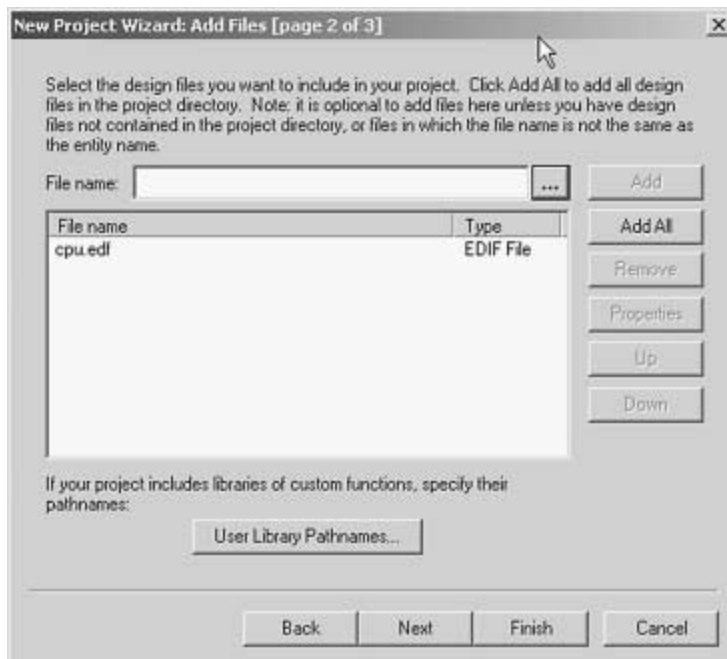 New Project Wizard: Add Files [page 2 of 3]
Select the design files you want to include in your project. Click Add All to add all design
files in the project directory. Note: it is optional to add files here unless you have design
files not contained in the project directory, or files in which the file name is not the same as
the entity name.
File name: ... Add
File name Type Add All
cpu.edf EDIF File
Remove
Properties
Up
Down
If your project includes libraries of custom functions, specify their
pathnames:
User Library Pathnames...
Back Next Finish Cancel